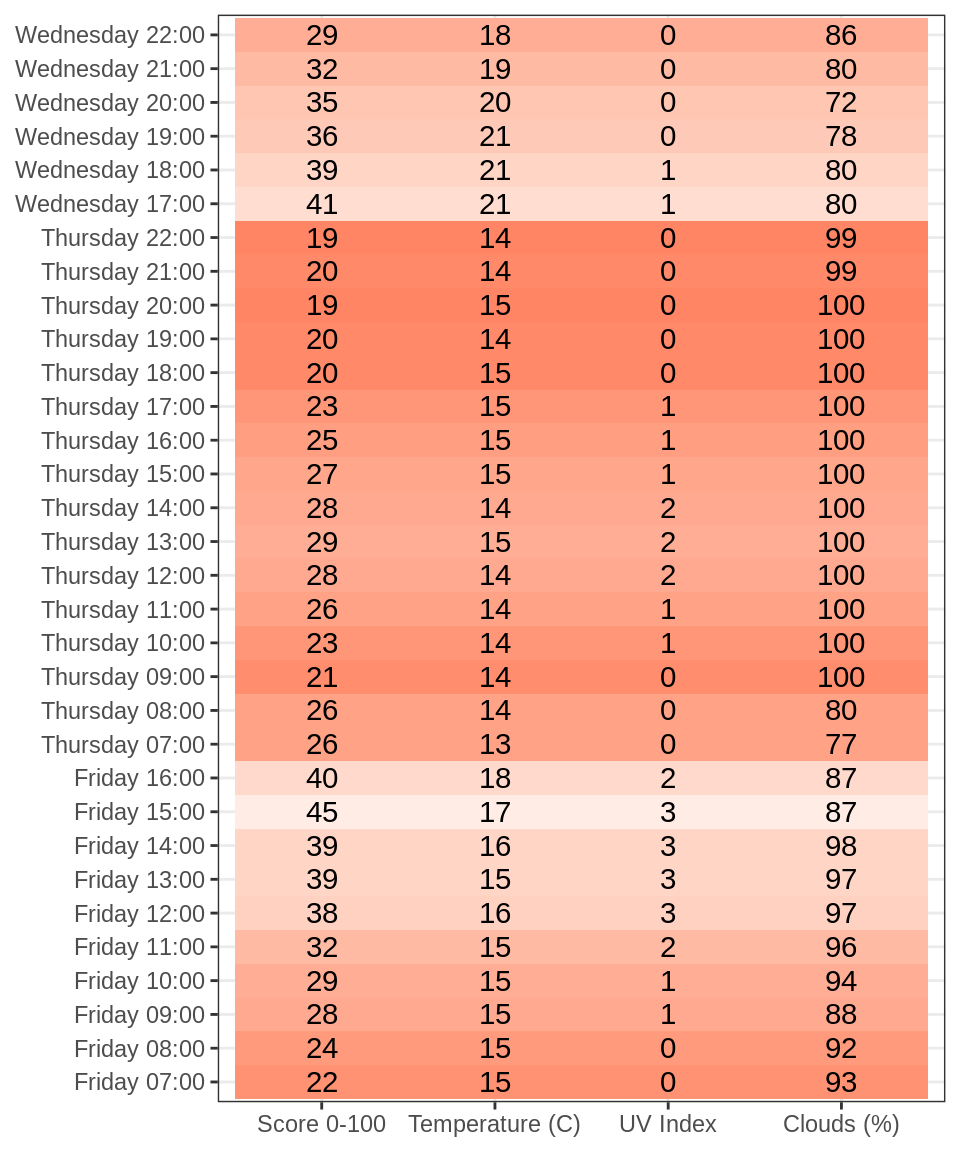 Wednesday 22:00 29 18 0 86
Wednesday 21:00 32 19 0 80
Wednesday 20:00 35 20 0 72
Wednesday 19:00 36 21 0 78
Wednesday 18:00 39 21 1 80
Wednesday 17:00 41 21 1 80
Thursday 22:00 19 14 0 99
Thursday 21:00 20 14 0 99
Thursday 20:00 19 15 0 100
Thursday 19:00 20 14 0 100
Thursday 18:00 20 15 0 100
Thursday 17:00 23 15 1 100
Thursday 16:00 25 15 1 100
Thursday 15:00 27 15 1 100
Thursday 14:00 28 14 2 100
Thursday 13:00 29 15 2 100
Thursday 12:00 28 14 2 100
Thursday 11:00 26 14 1 100
Thursday 10:00 23 14 1 100
Thursday 09:00 21 14 0 100
Thursday 08:00 26 14 0 80
Thursday 07:00 26 13 0 77
Friday 16:00 40 18 2 87
Friday 15:00 45 17 3 87
Friday 14:00 39 16 3 98
Friday 13:00 39 15 3 97
Friday 12:00 38 16 3 97
Friday 11:00 32 15 2 96
Friday 10:00 29 15 1 94
Friday 09:00 28 15 1 88
Friday 08:00 24 15 0 92
Friday 07:00 22 15 0 93
Score 0-100 Temperature (C) UV Index Clouds (%)